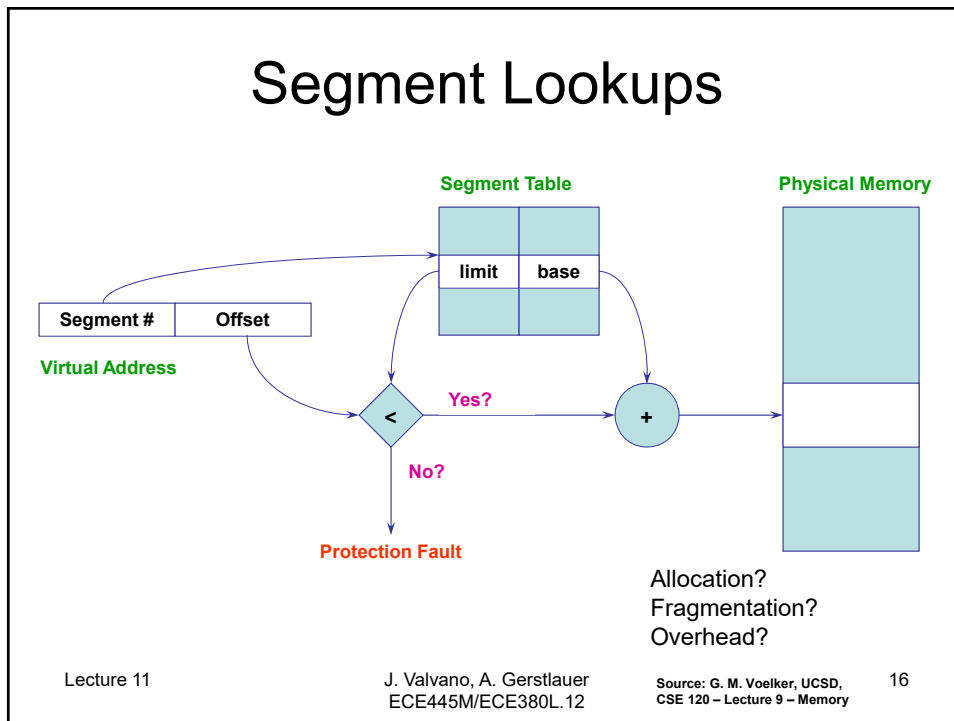 Segment Lookups
Segment Table
Physical Memory
limit
base
Segment #
Offset
Virtual Address
<
Yes?
+
No?
Protection Fault
Allocation?
Fragmentation?
Overhead?
Lecture 11
J. Valvano, A. Gerstlauer
ECE445M/ECE380L.12
Source: G. M. Voelker, UCSD,
CSE 120 – Lecture 9 – Memory
16